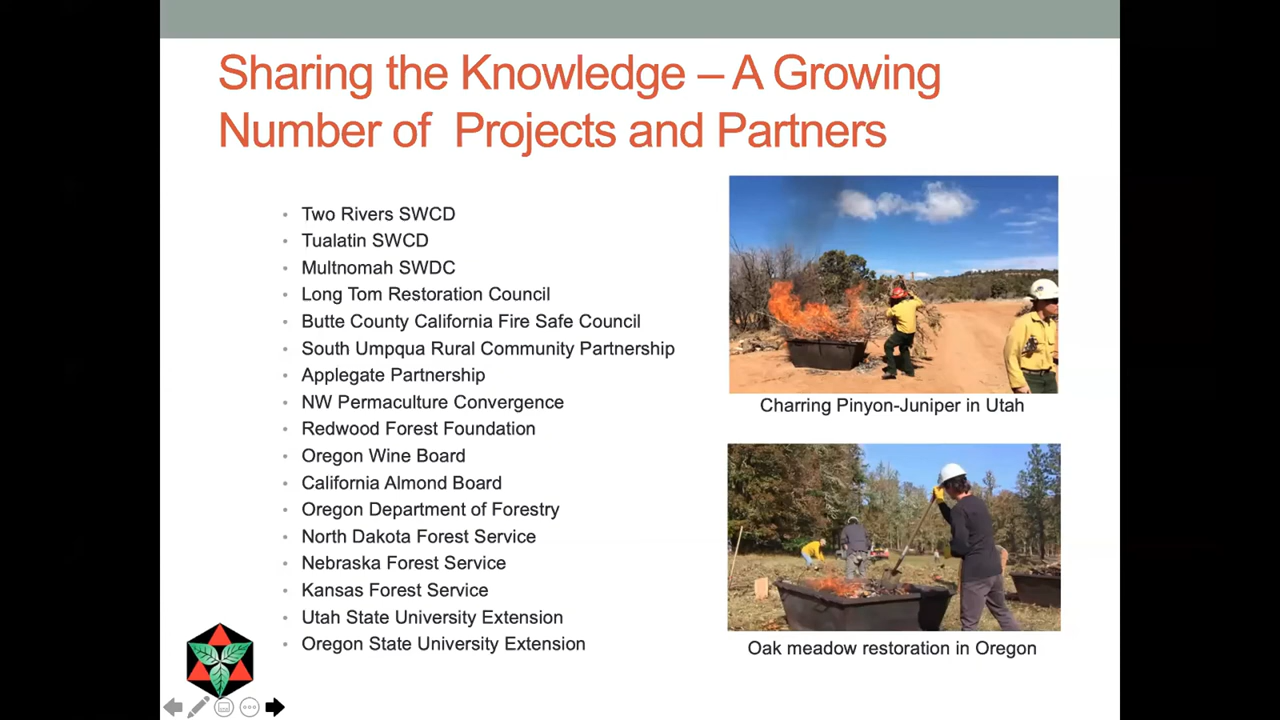 Sharing the Knowledge – A Growing
Number of  Projects and Partners
• Two Rivers SWCD
• Tualatin SWCD
• Multnomah SWDC
• Long Tom Restoration Council
• Butte County California Fire Safe Council
• South Umpqua Rural Community Partnership
• Applegate Partnership
• NW Permaculture Convergence
• Redwood Forest Foundation
• Oregon Wine Board
• California Almond Board
• Oregon Department of Forestry
• North Dakota Forest Service
• Nebraska Forest Service
• Kansas Forest Service
• Utah State University Extension
• Oregon State University Extension
Charring Pinyon-Juniper in Utah
Oak meadow restoration in Oregon